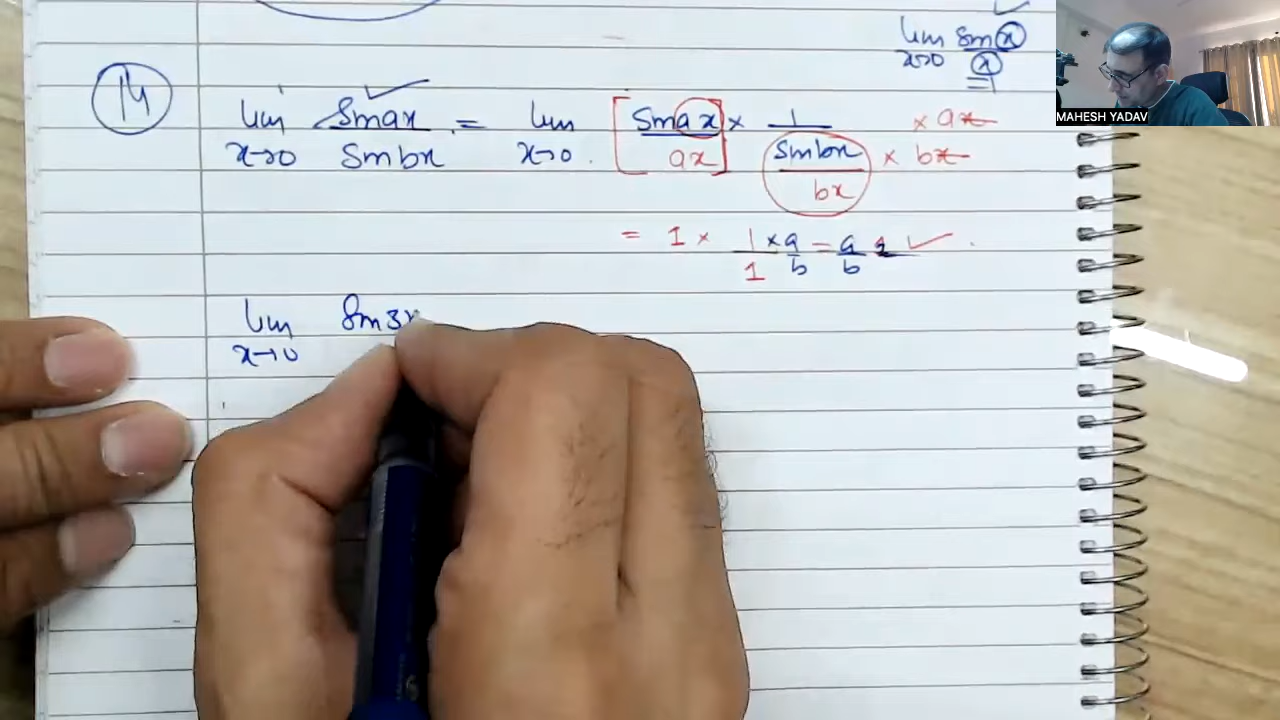 lim x→0 sin x / x = 1
MAHESH YADAV
14 lim x→0 sin ax / sin bx = lim x→0 [sin ax / ax] × 1 / (sin bx / bx) × ax / × bx
= 1 × 1/1 × a/b = a/b
lim x→0 sin 3x